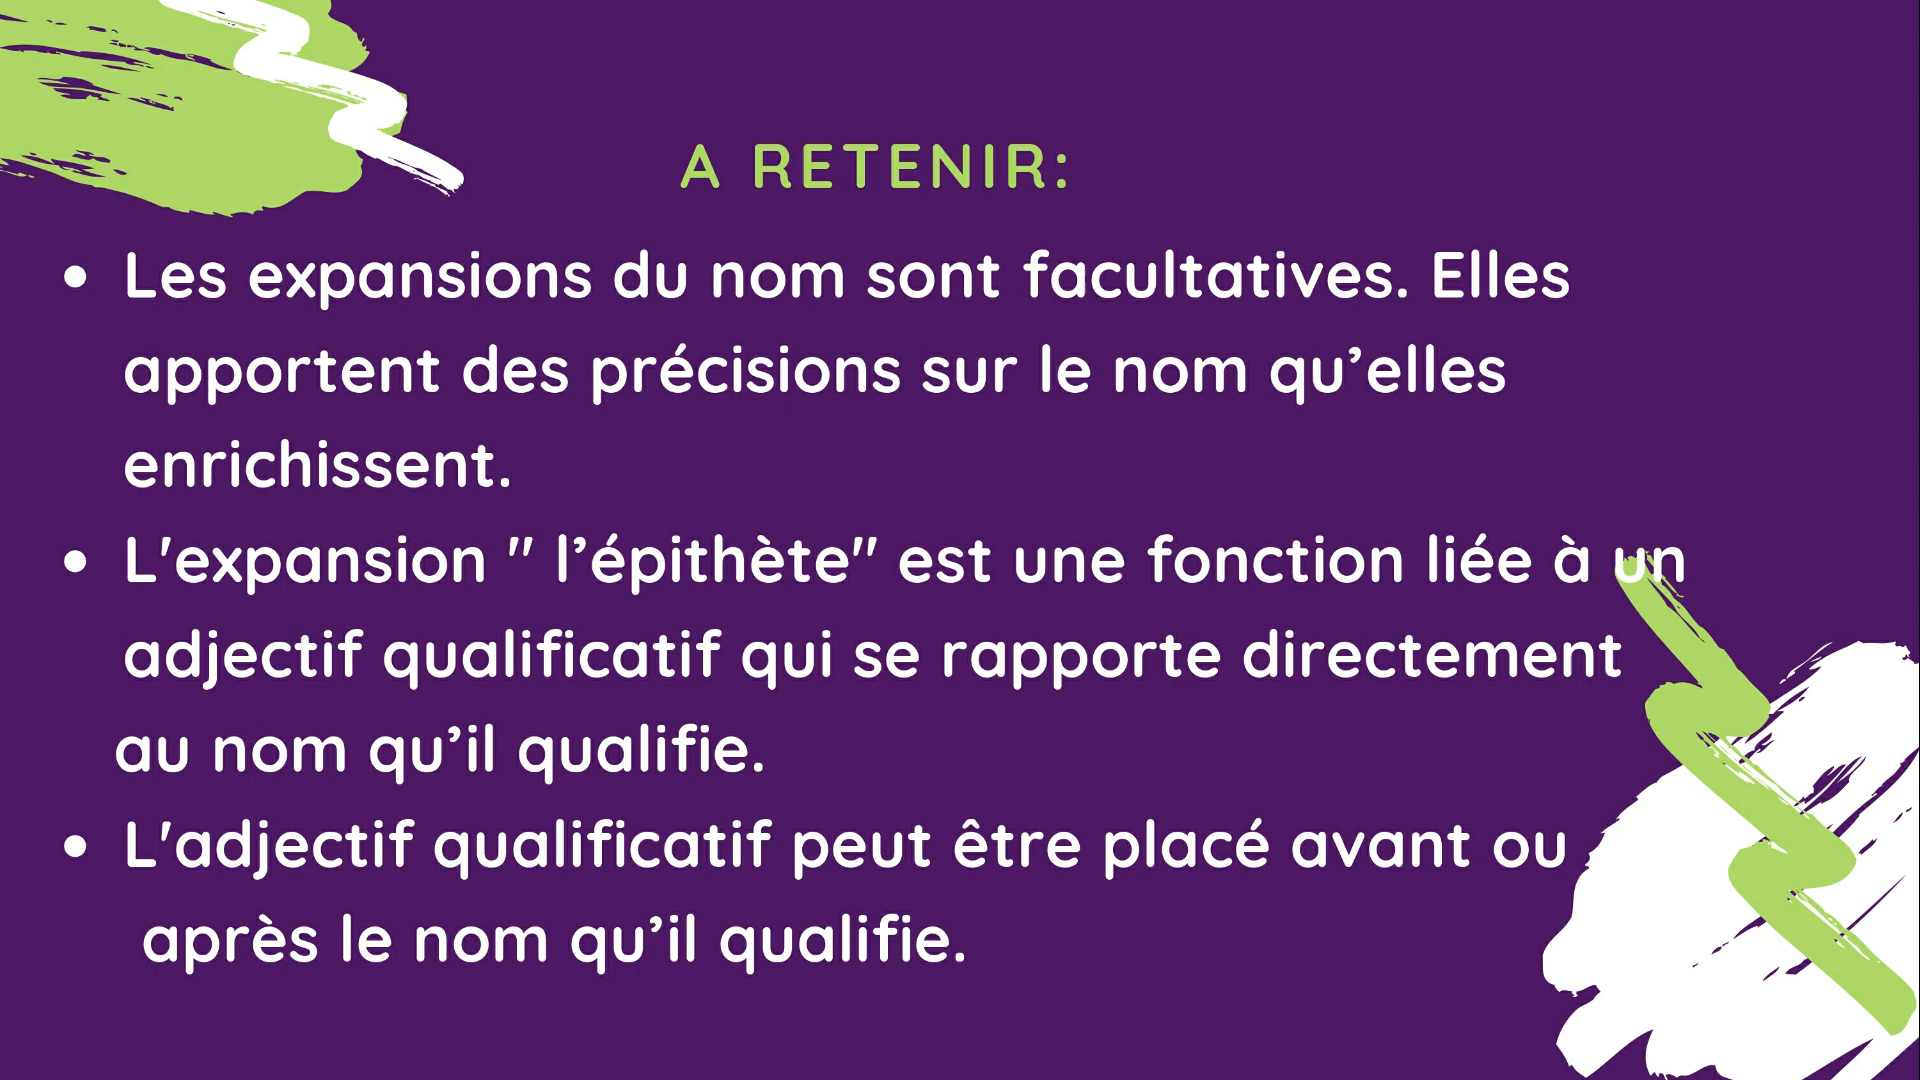 A RETENIR:
• Les expansions du nom sont facultatives. Elles
apportent des précisions sur le nom qu’elles
enrichissent.
• L'expansion " l’épithète" est une fonction liée à un
adjectif qualificatif qui se rapporte directement
au nom qu’il qualifie.
• L'adjectif qualificatif peut être placé avant ou
après le nom qu’il qualifie.